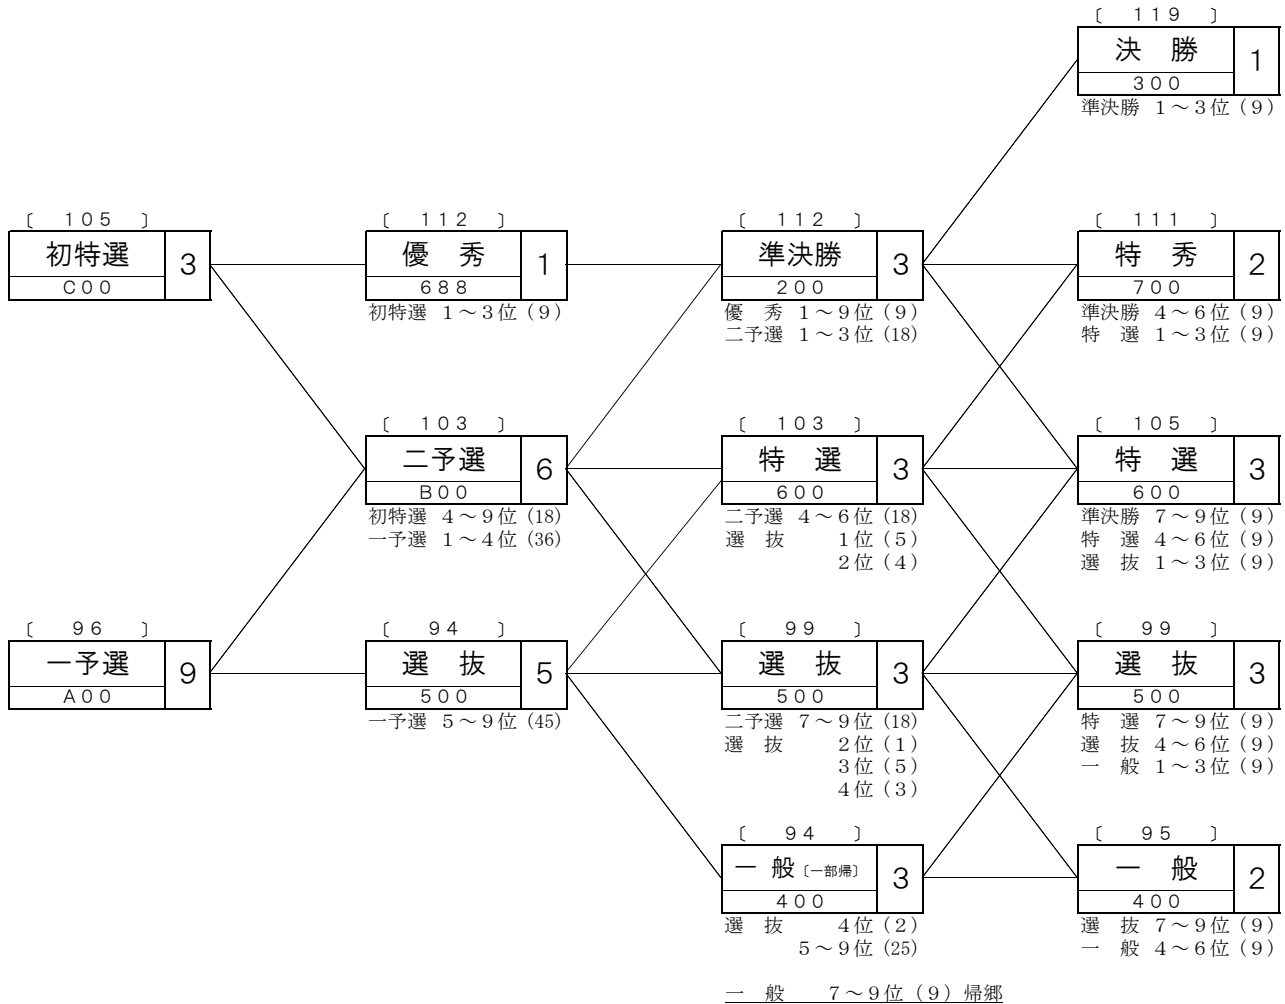 〔 119 〕
決 勝 1
300
準決勝 1～3位 (9)
〔 105 〕
初特選 3
C00
〔 112 〕
優 秀 1
688
初特選 1～3位 (9)
〔 112 〕
準決勝 3
200
優 秀 1～9位 (9)
二予選 1～3位 (18)
〔 111 〕
特 秀 2
700
準決勝 4～6位 (9)
特 選 1～3位 (9)
〔 103 〕
二予選 6
B00
初特選 4～9位 (18)
一予選 1～4位 (36)
〔 103 〕
特 選 3
600
二予選 4～6位 (18)
選 抜 1位 (5)
2位 (4)
〔 105 〕
特 選 3
600
準決勝 7～9位 (9)
特 選 4～6位 (9)
選 抜 1～3位 (9)
〔 96 〕
一予選 9
A00
〔 94 〕
選 抜 5
500
一予選 5～9位 (45)
〔 99 〕
選 抜 3
500
二予選 7～9位 (18)
選 抜 2位 (1)
3位 (5)
4位 (3)
〔 99 〕
選 抜 3
500
特 選 7～9位 (9)
選 抜 4～6位 (9)
一 般 1～3位 (9)
〔 94 〕
一 般〔一部帰〕 3
400
選 抜 4位 (2)
5～9位 (25)
〔 95 〕
一 般 2
400
選 抜 7～9位 (9)
一 般 4～6位 (9)
一 般 7～9位 (9) 帰郷